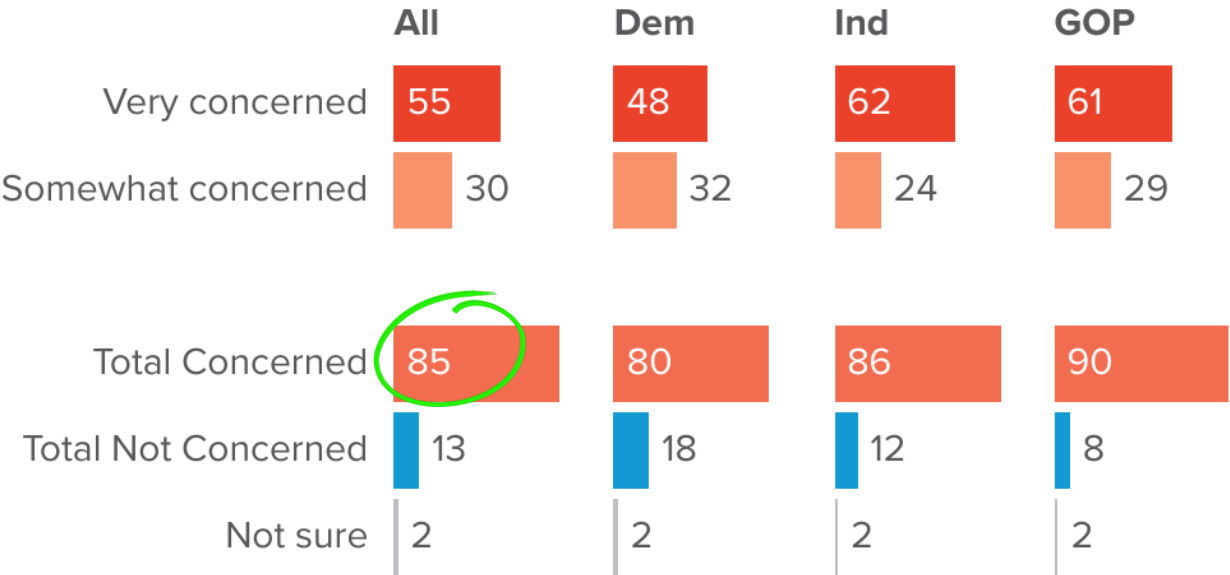 All Dem Ind GOP
Very concerned 55 48 62 61
Somewhat concerned 30 32 24 29
Total Concerned 85 80 86 90
Total Not Concerned 13 18 12 8
Not sure 2 2 2 2